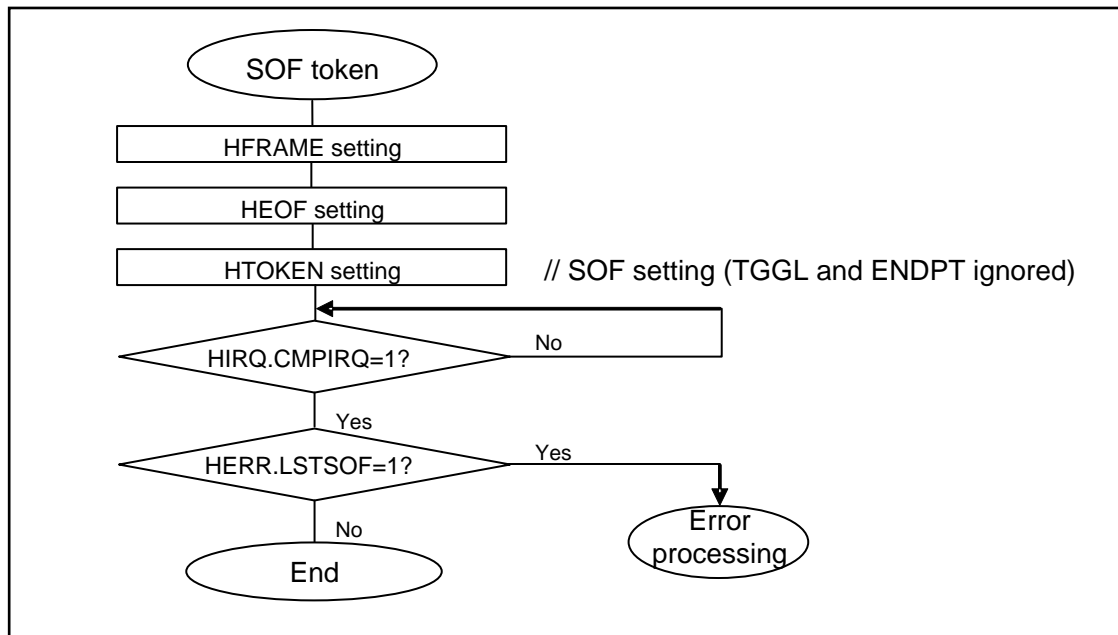 SOF token
HFRAME setting
HEOF setting
HTOKEN setting
// SOF setting (TGGL and ENDPT ignored)
HIRQ.CMPIRQ=1?
No
Yes
HERR.LSTSOF=1?
Yes
No
Error
processing
End